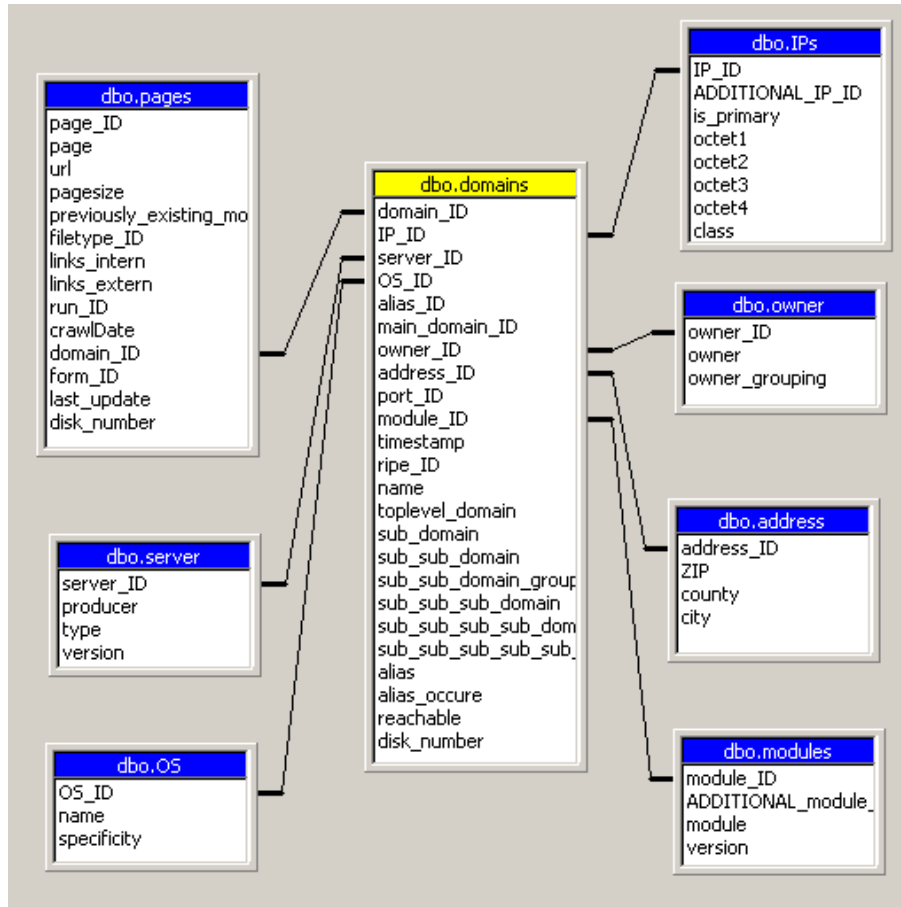 dbo.pages
page_ID
page
url
pagesize
previously_existing_mo
filetype_ID
links_intern
links_extern
run_ID
crawlDate
domain_ID
form_ID
last_update
disk_number
dbo.server
server_ID
producer
type
version
dbo.OS
OS_ID
name
specificity
dbo.domains
domain_ID
IP_ID
server_ID
OS_ID
alias_ID
main_domain_ID
owner_ID
address_ID
port_ID
module_ID
timestamp
ripe_ID
name
toplevel_domain
sub_domain
sub_sub_domain
sub_sub_domain_group
sub_sub_sub_domain
sub_sub_sub_sub_dom
sub_sub_sub_sub_sub_
alias
alias_occure
reachable
disk_number
dbo.IPs
IP_ID
ADDITIONAL_IP_ID
is_primary
octet1
octet2
octet3
octet4
class
dbo.owner
owner_ID
owner
owner_grouping
dbo.address
address_ID
ZIP
county
city
dbo.modules
module_ID
ADDITIONAL_module_
module
version